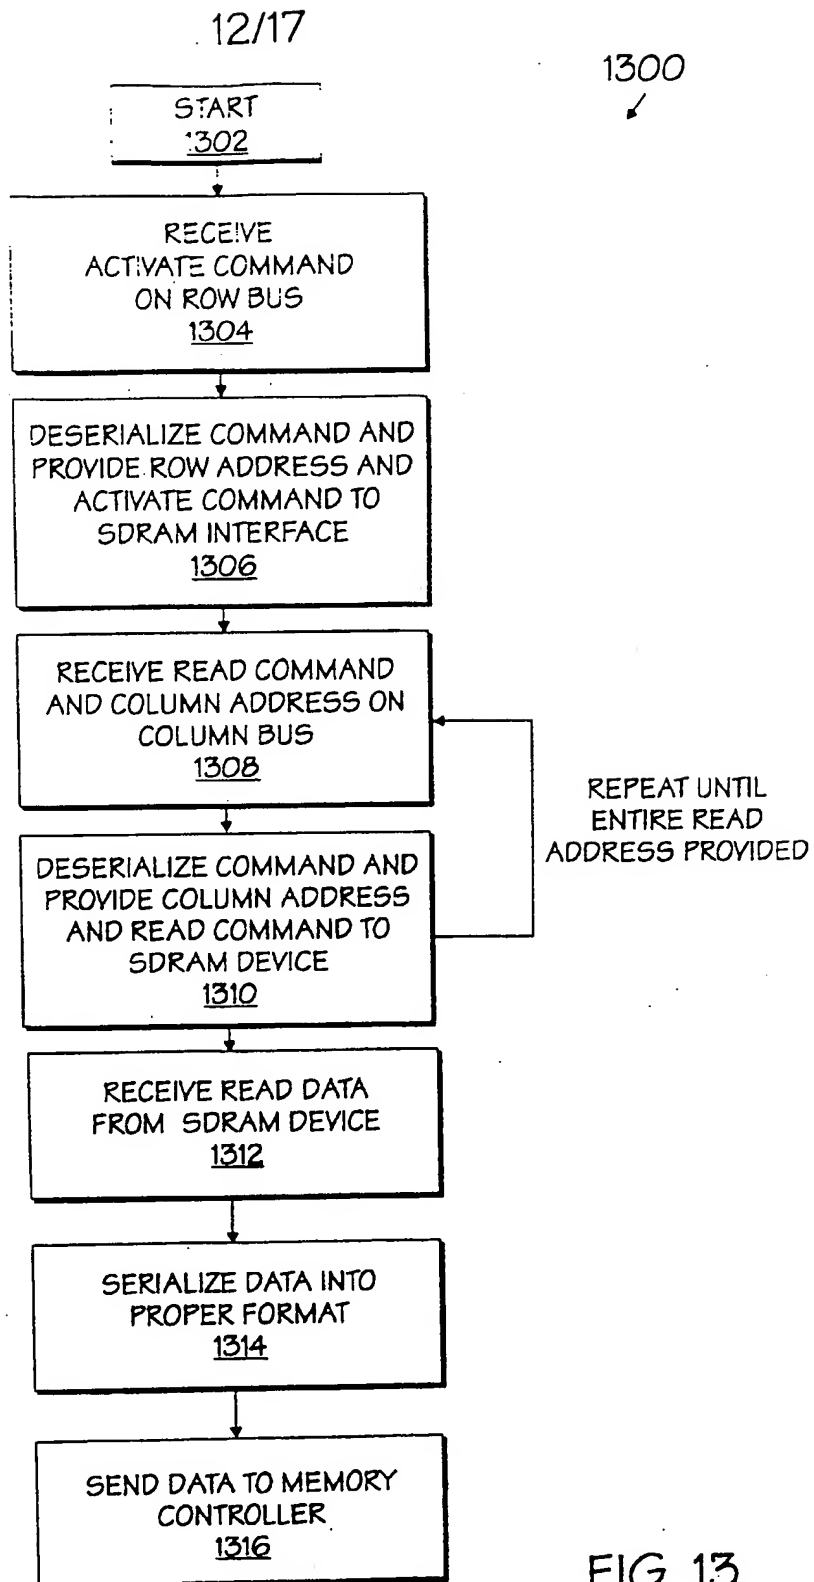 12/17
1300
START
1302
RECEIVE
ACTIVATE COMMAND
ON ROW BUS
1304
DESERIALIZE COMMAND AND
PROVIDE ROW ADDRESS AND
ACTIVATE COMMAND TO
SDRAM INTERFACE
1306
RECEIVE READ COMMAND
AND COLUMN ADDRESS ON
COLUMN BUS
1308
REPEAT UNTIL
ENTIRE READ
ADDRESS PROVIDED
DESERIALIZE COMMAND AND
PROVIDE COLUMN ADDRESS
AND READ COMMAND TO
SDRAM DEVICE
1310
RECEIVE READ DATA
FROM SDRAM DEVICE
1312
SERIALIZE DATA INTO
PROPER FORMAT
1314
SEND DATA TO MEMORY
CONTROLLER
1316
FIG. 13